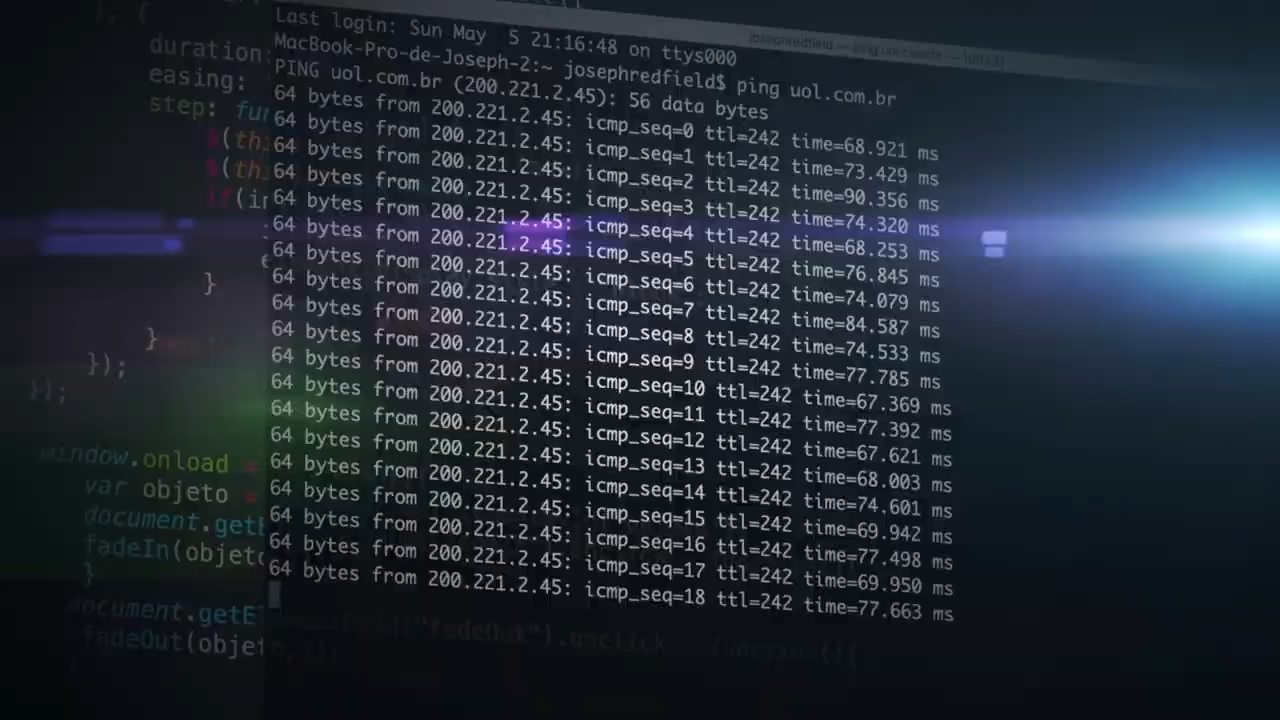 Last login: Sun May  5 21:16:48 on ttys000
MacBook-Pro-de-Joseph-2:~ josephredfield$ ping uol.com.br
PING uol.com.br (200.221.2.45): 56 data bytes
64 bytes from 200.221.2.45: icmp_seq=0 ttl=242 time=68.921 ms
64 bytes from 200.221.2.45: icmp_seq=1 ttl=242 time=73.429 ms
64 bytes from 200.221.2.45: icmp_seq=2 ttl=242 time=90.356 ms
64 bytes from 200.221.2.45: icmp_seq=3 ttl=242 time=74.320 ms
64 bytes from 200.221.2.45: icmp_seq=4 ttl=242 time=68.253 ms
64 bytes from 200.221.2.45: icmp_seq=5 ttl=242 time=76.845 ms
64 bytes from 200.221.2.45: icmp_seq=6 ttl=242 time=74.079 ms
64 bytes from 200.221.2.45: icmp_seq=7 ttl=242 time=84.587 ms
64 bytes from 200.221.2.45: icmp_seq=8 ttl=242 time=74.533 ms
64 bytes from 200.221.2.45: icmp_seq=9 ttl=242 time=77.785 ms
64 bytes from 200.221.2.45: icmp_seq=10 ttl=242 time=67.369 ms
64 bytes from 200.221.2.45: icmp_seq=11 ttl=242 time=77.392 ms
64 bytes from 200.221.2.45: icmp_seq=12 ttl=242 time=67.621 ms
64 bytes from 200.221.2.45: icmp_seq=13 ttl=242 time=68.003 ms
64 bytes from 200.221.2.45: icmp_seq=14 ttl=242 time=74.601 ms
64 bytes from 200.221.2.45: icmp_seq=15 ttl=242 time=69.942 ms
64 bytes from 200.221.2.45: icmp_seq=16 ttl=242 time=77.498 ms
64 bytes from 200.221.2.45: icmp_seq=17 ttl=242 time=69.950 ms
64 bytes from 200.221.2.45: icmp_seq=18 ttl=242 time=77.663 ms
duration:
easing:
step: fun
$(thi
$(thi
if(in
}
}
});
});
window.onload =
var objeto =
document.getE
fadeIn(objeto
}
document.getE
fadeOut(objeto
"fadeOut").onclick